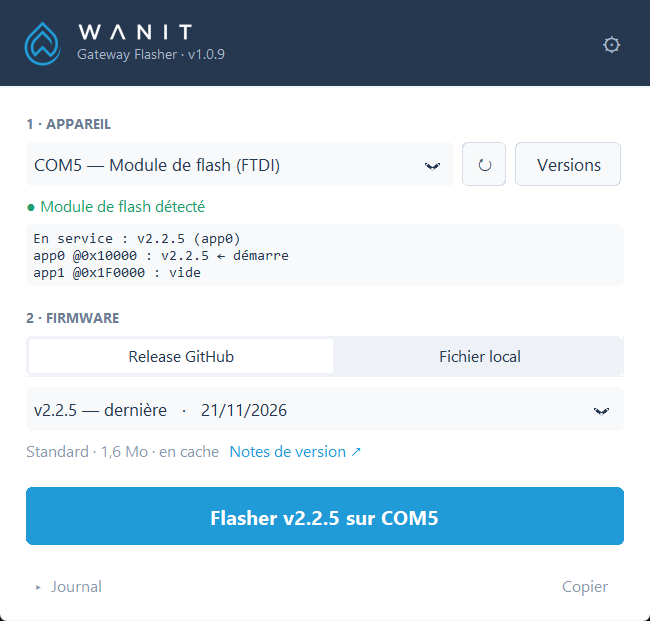 WANIT
Gateway Flasher · v1.0.9
1 · APPAREIL
COM5 — Module de flash (FTDI)
↻
Versions
● Module de flash détecté
En service : v2.2.5 (app0)
app0 @0x10000 : v2.2.5 ← démarre
app1 @0x1F0000 : vide
2 · FIRMWARE
Release GitHub
Fichier local
v2.2.5 — dernière · 21/11/2026
Standard · 1,6 Mo · en cache Notes de version ↗
Flasher v2.2.5 sur COM5
▸ Journal
Copier